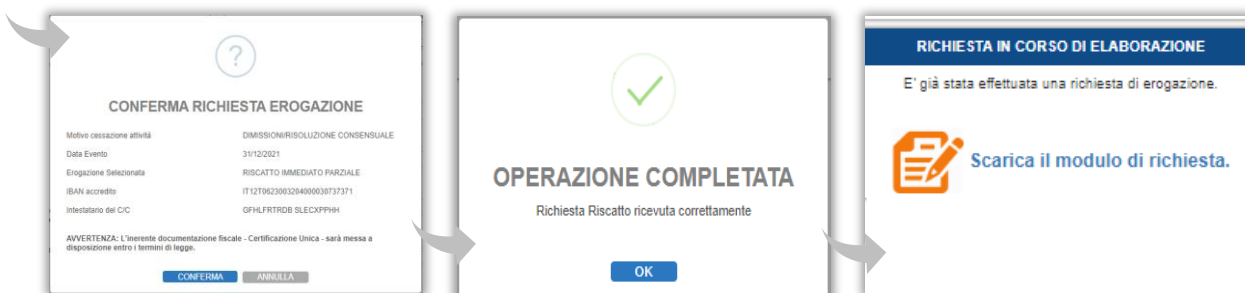 CONFERMA RICHIESTA EROGAZIONE
Motivo cessazione attività DIMISSIONI/RISOLUZIONE CONSENSUALE
Data Evento 31/12/2021
Erogazione Selezionata RISCATTO IMMEDIATO PARZIALE
IBAN accredito IT12T0623003204000030737371
Intestatario del C/C GFHLFRTRDB SLECXPPHH
AVVERTENZA: L'inerente documentazione fiscale - Certificazione Unica - sarà messa a
disposizione entro i termini di legge.
CONFERMA ANNULLA
OPERAZIONE COMPLETATA
Richiesta Riscatto ricevuta correttamente
OK
RICHIESTA IN CORSO DI ELABORAZIONE
E' già stata effettuata una richiesta di erogazione.
Scarica il modulo di richiesta.